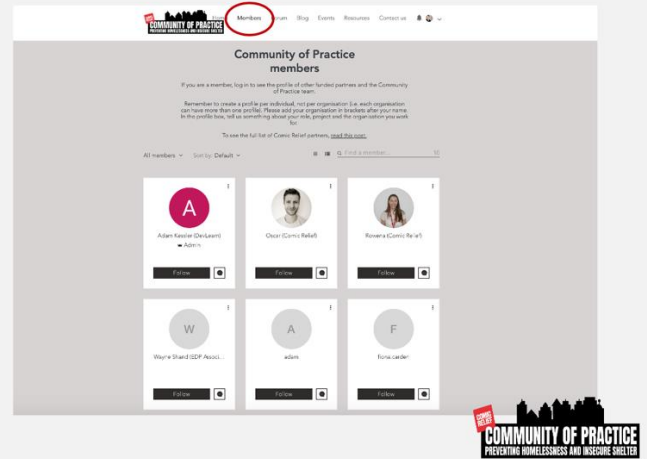 COMIC
RELIEF
COMMUNITY OF PRACTICE
PREVENTING HOMELESSNESS AND INSECURE SHELTER
Members Forum Blog Events Resources Contact us
Community of Practice
members
If you are a member, log in to see the profile of other funded partners and the Community
of Practice team.
Remember to create a profile per individual, not per organisation (i.e. each organisation
can have more than one profile). Please add your organisation in brackets after your name.
In the profile box, tell us something about your role, project and the organisation you work
for.
To see the full list of Comic Relief partners, read this post.
All members Sort by: Default Find a member...
A
Adam Kessler (DevLearn)
Admin
Follow
Oscar (Comic Relief)
Follow
Rowena (Comic Relief)
Follow
W
Wayne Shand (EDP Associ...
Follow
A
adam
Follow
F
fiona.carden
Follow
COMIC
RELIEF
COMMUNITY OF PRACTICE
PREVENTING HOMELESSNESS AND INSECURE SHELTER